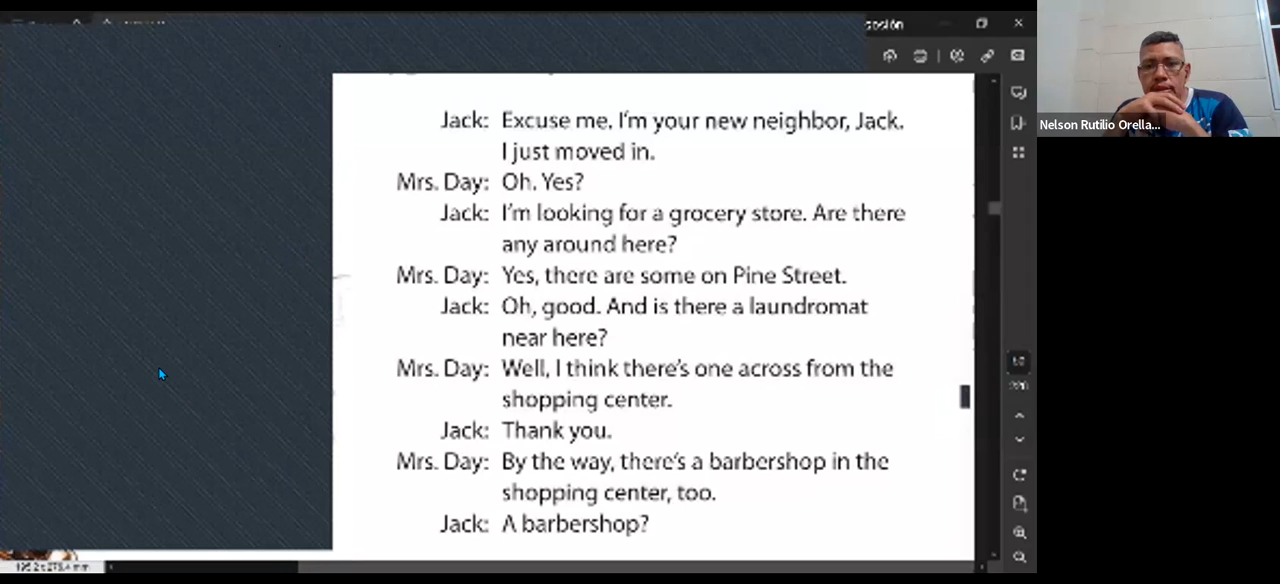 sesión
Jack: Excuse me. I'm your new neighbor, Jack.
I just moved in.
Mrs. Day: Oh. Yes?
Jack: I'm looking for a grocery store. Are there
any around here?
Mrs. Day: Yes, there are some on Pine Street.
Jack: Oh, good. And is there a laundromat
near here?
Mrs. Day: Well, I think there's one across from the
shopping center.
Jack: Thank you.
Mrs. Day: By the way, there's a barbershop in the
shopping center, too.
Jack: A barbershop?
Nelson Rutilio Orella...